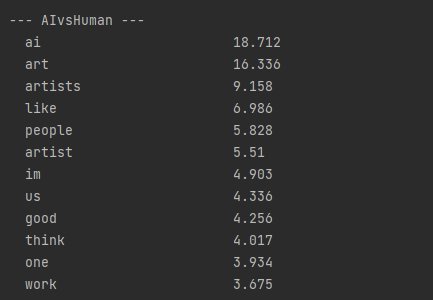 --- AIvsHuman ---
ai 18.712
art 16.336
artists 9.158
like 6.986
people 5.828
artist 5.51
im 4.903
us 4.336
good 4.256
think 4.017
one 3.934
work 3.675